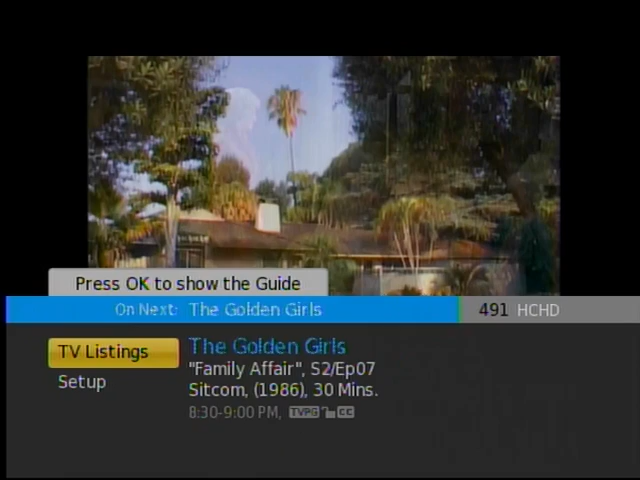 Press OK to show the Guide
On Next: The Golden Girls 491 HCHD
TV Listings
The Golden Girls
"Family Affair", S2/Ep07
Setup
Sitcom, (1986), 30 Mins.
8:30-9:00 PM, TVPG CC